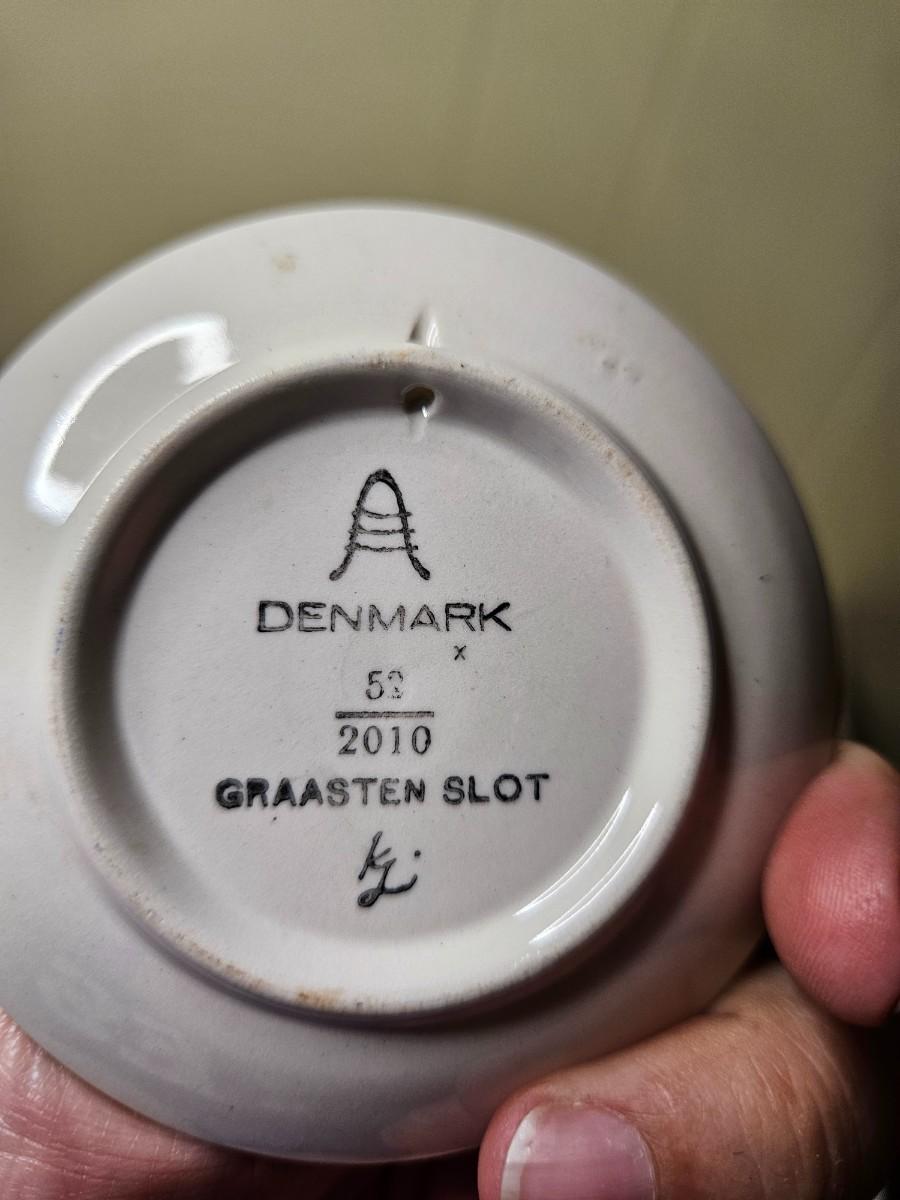 A
DENMARK
x
52
2010
GRAASTEN SLOT